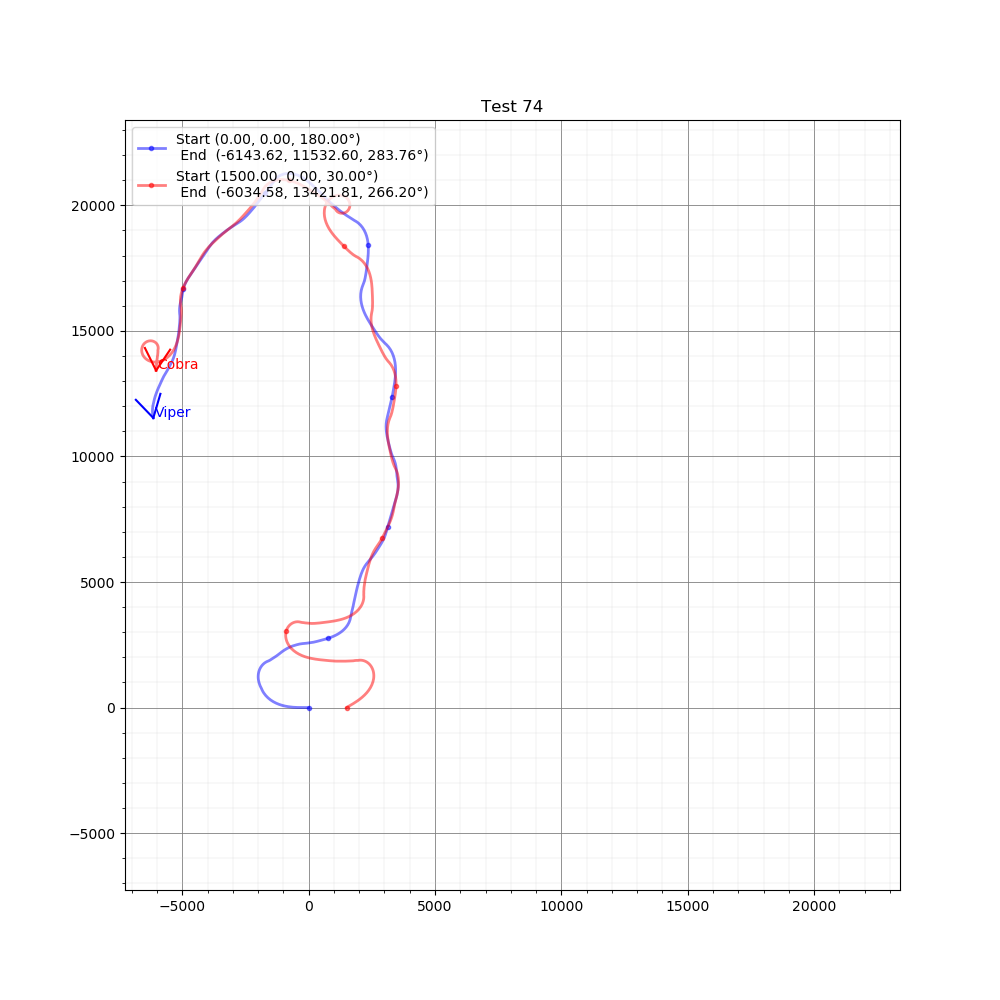 Test 74
Start (0.00, 0.00, 180.00°)
End (-6143.62, 11532.60, 283.76°)
Start (1500.00, 0.00, 30.00°)
End (-6034.58, 13421.81, 266.20°)
20000
15000
Cobra
Viper
10000
5000
0
−5000
−5000 0 5000 10000 15000 20000